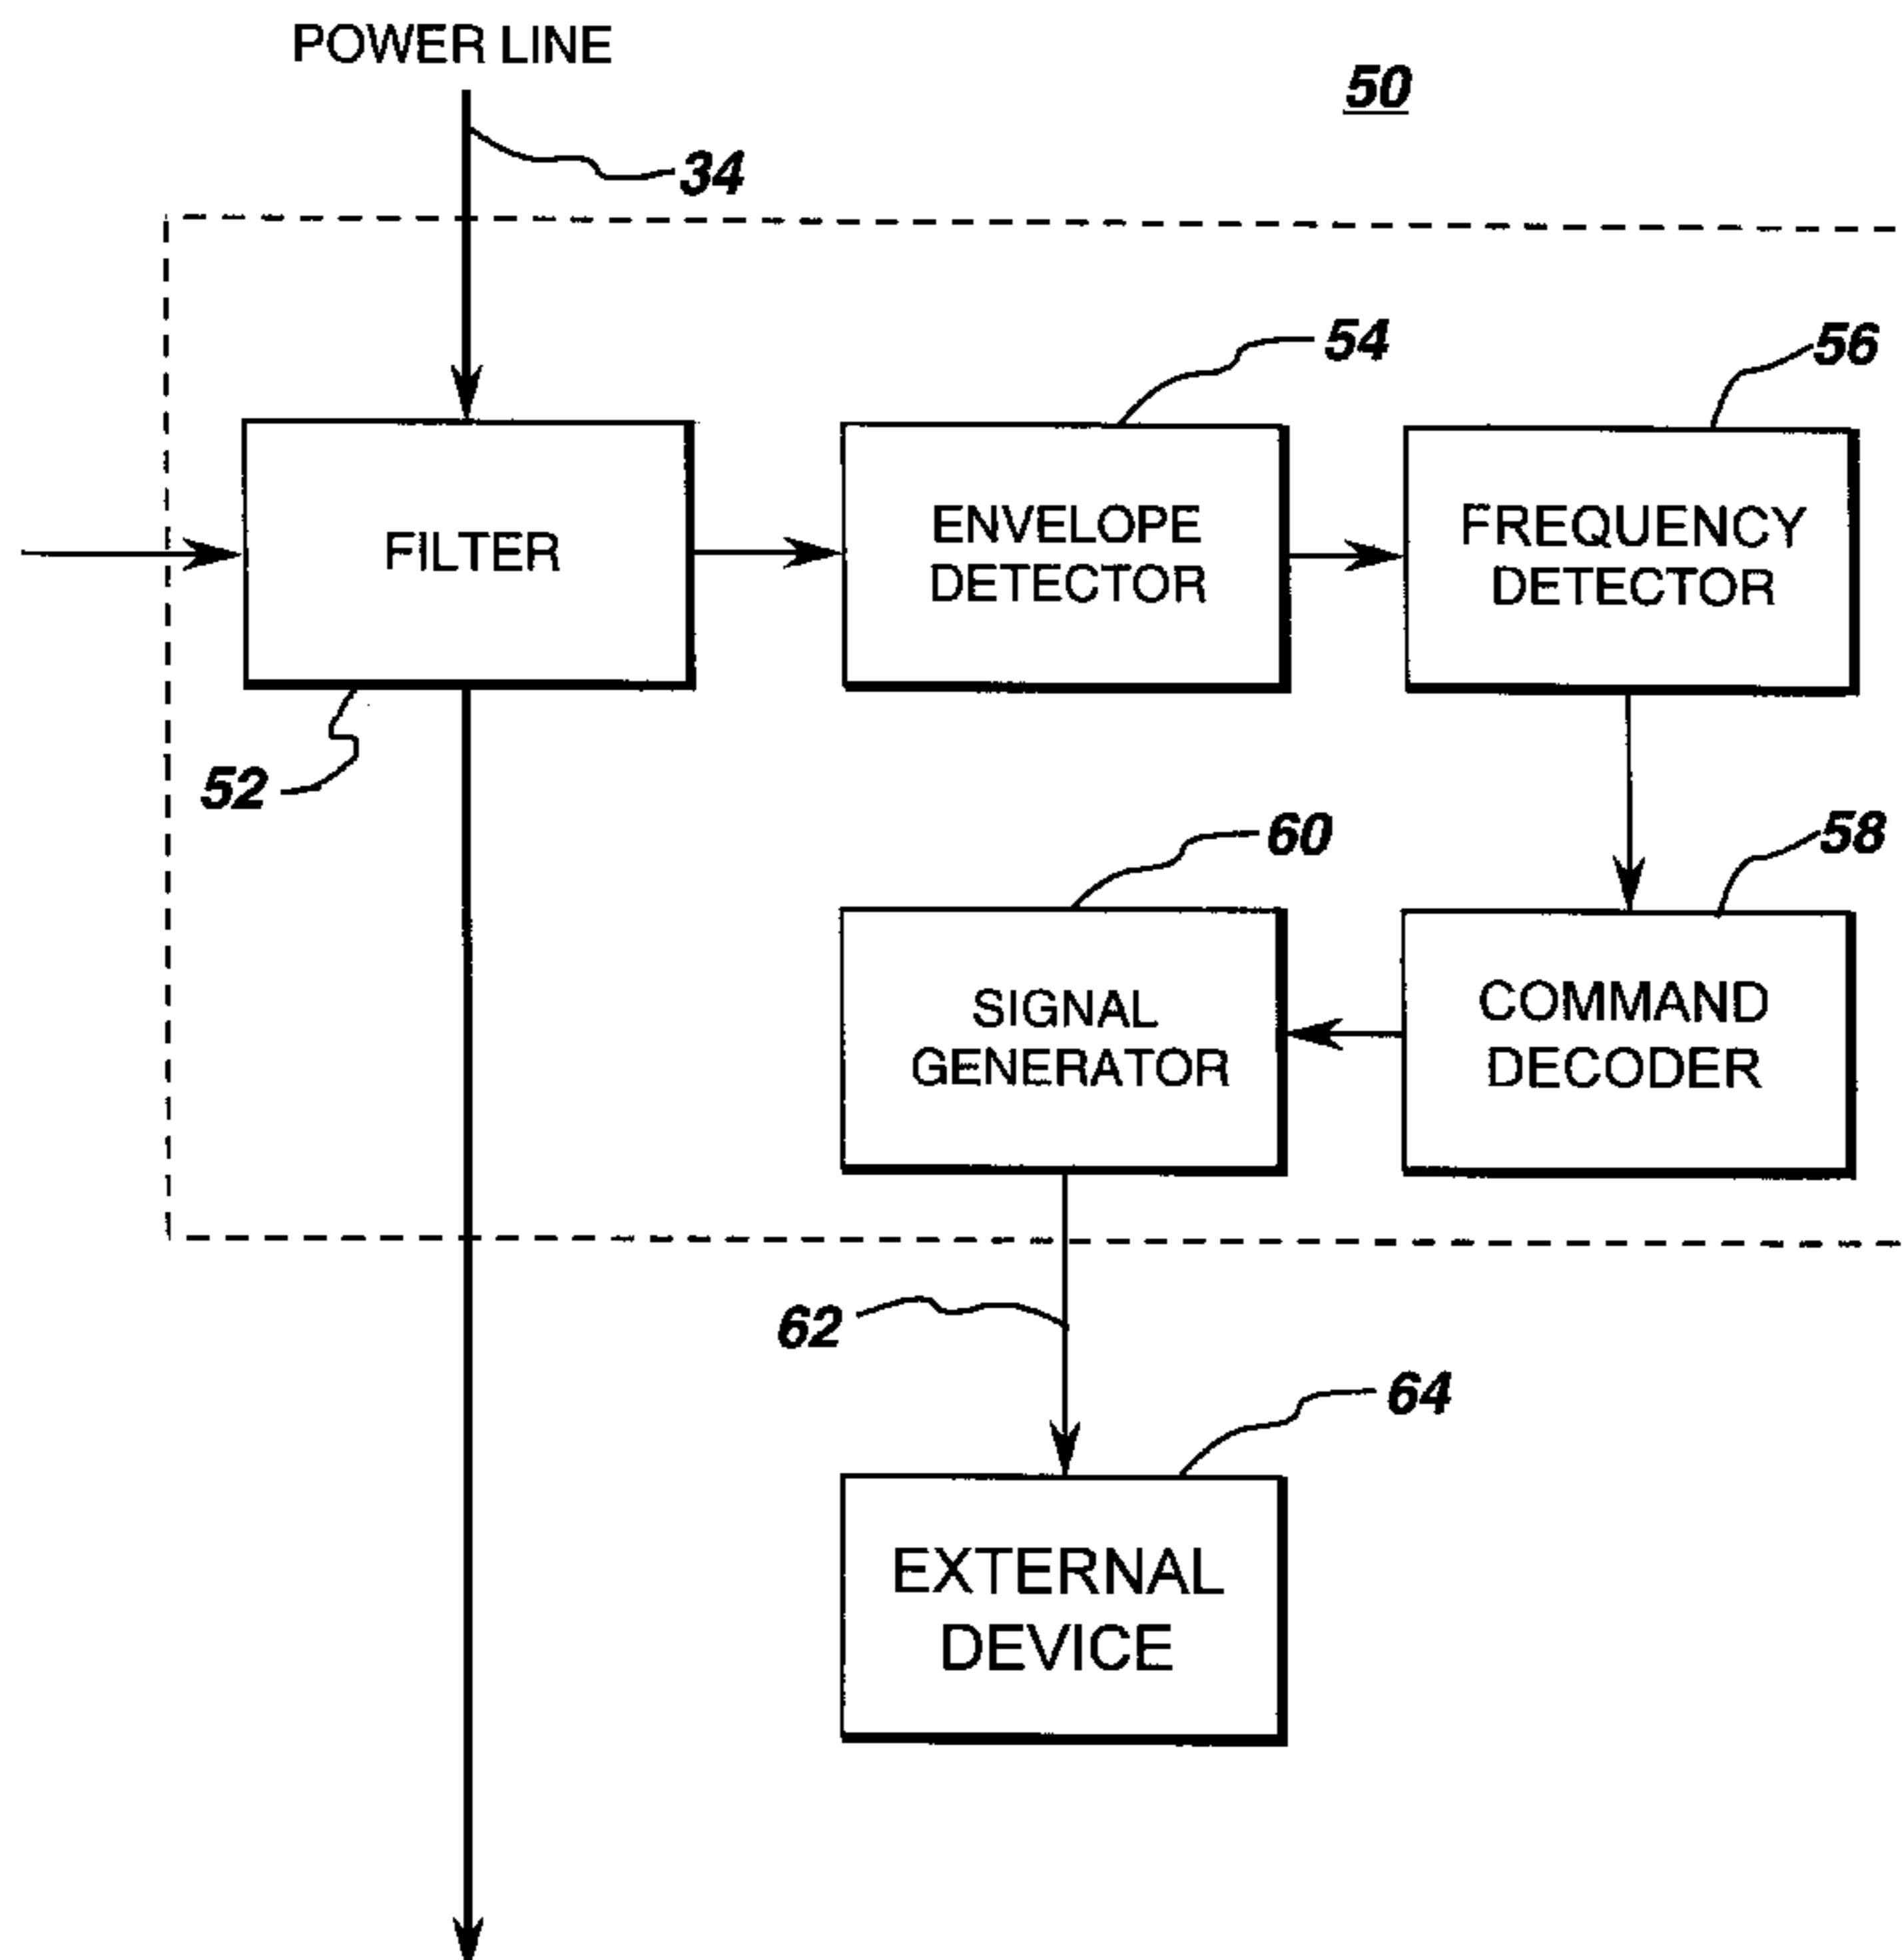 POWER LINE
50
34
54
56
FILTER
ENVELOPE
DETECTOR
FREQUENCY
DETECTOR
52
60
58
SIGNAL
GENERATOR
COMMAND
DECODER
62
64
EXTERNAL
DEVICE